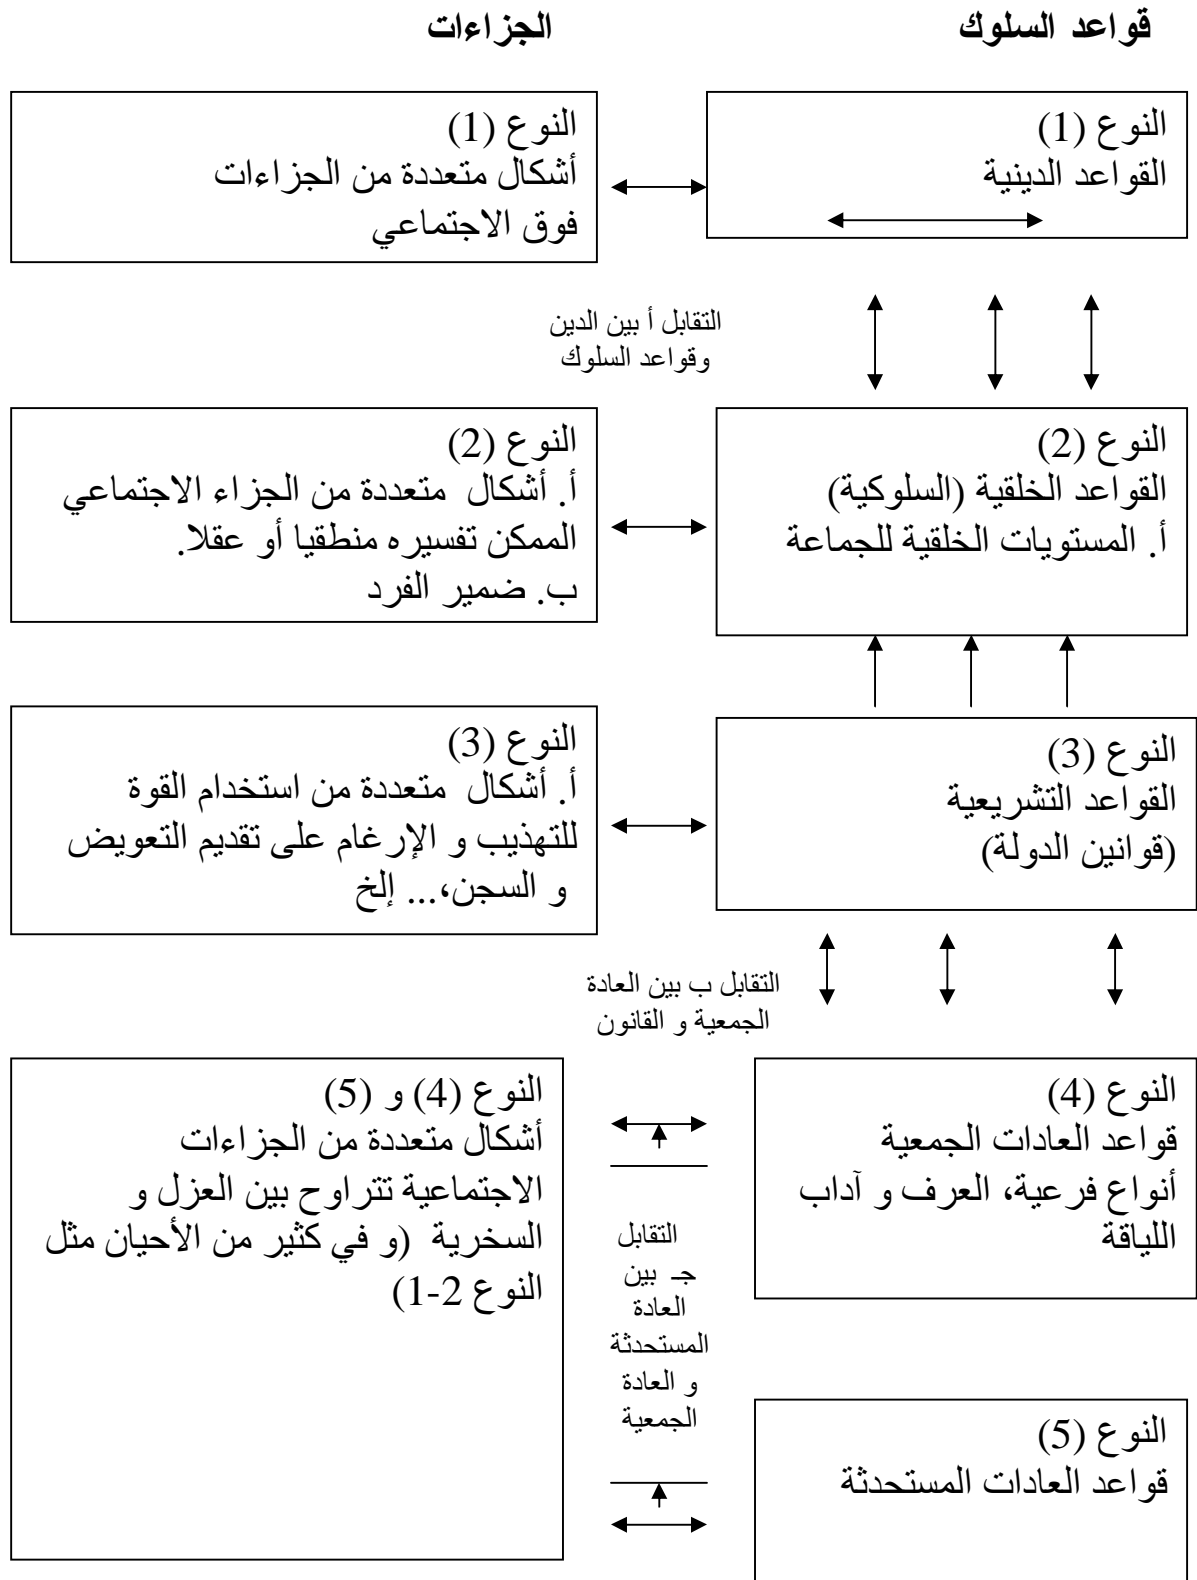 قواعد السلوك
الجزاءات
النوع (1)
القواعد الدينية
النوع (1)
أشكال متعددة من الجزاءات
فوق الاجتماعي
التقابل أ بين الدين
وقواعد السلوك
النوع (2)
القواعد الخلقية (السلوكية)
أ. المستويات الخلقية للجماعة
النوع (2)
أ. أشكال متعددة من الجزاء الاجتماعي
الممكن تفسيره منطقيا أو عقلا.
ب. ضمير الفرد
النوع (3)
القواعد التشريعية
(قوانين الدولة)
النوع (3)
أ. أشكال متعددة من استخدام القوة
للتهذيب و الإرغام على تقديم التعويض
و السجن،... إلخ
التقابل ب بين العادة
الجمعية و القانون
النوع (4)
قواعد العادات الجمعية
أنواع فرعية، العرف و آداب
اللياقة
النوع (4) و (5)
أشكال متعددة من الجزاءات
الاجتماعية تتراوح بين العزل و
السخرية (و في كثير من الأحيان مثل
النوع 2-1)
التقابل
جـ بين
العادة
المستحدثة
و العادة
الجمعية
النوع (5)
قواعد العادات المستحدثة